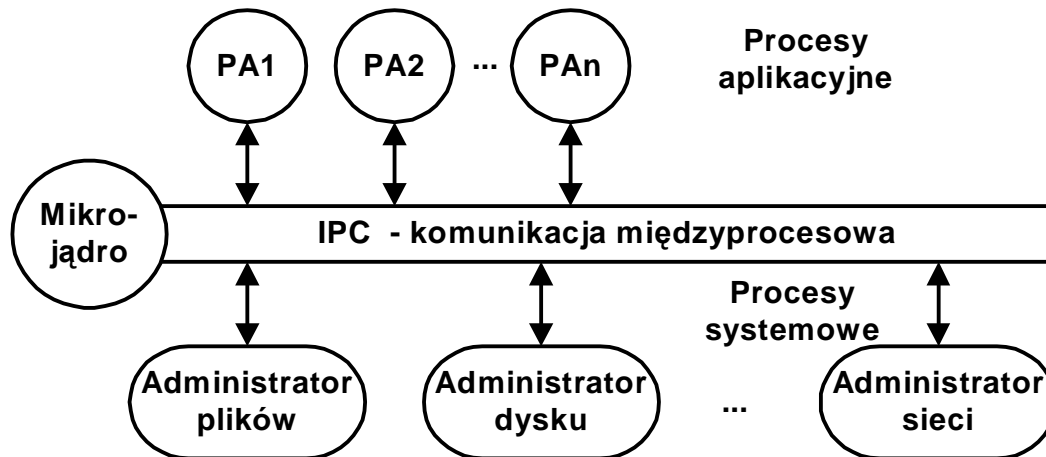 PA1 PA2 ... PAn
Procesy
aplikacyjne
Mikro-
jądro
IPC - komunikacja międzyprocesowa
Procesy
systemowe
Administrator
plików
Administrator
dysku
...
Administrator
sieci